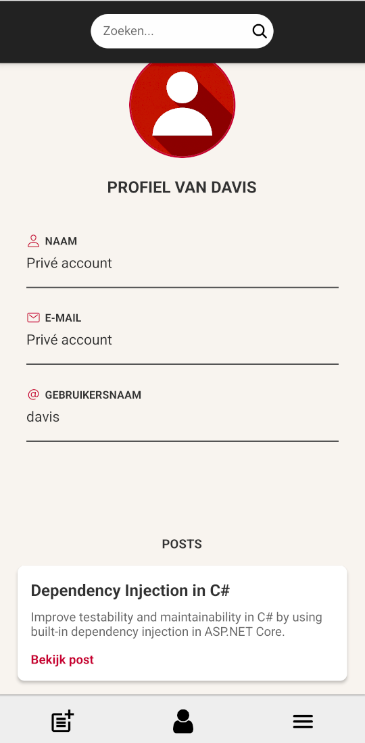 Zoeken...
PROFIEL VAN DAVIS
NAAM
Privé account
E-MAIL
Privé account
@ GEBRUIKERSNAAM
davis
POSTS
Dependency Injection in C#
Improve testability and maintainability in C# by using
built-in dependency injection in ASP.NET Core.
Bekijk post